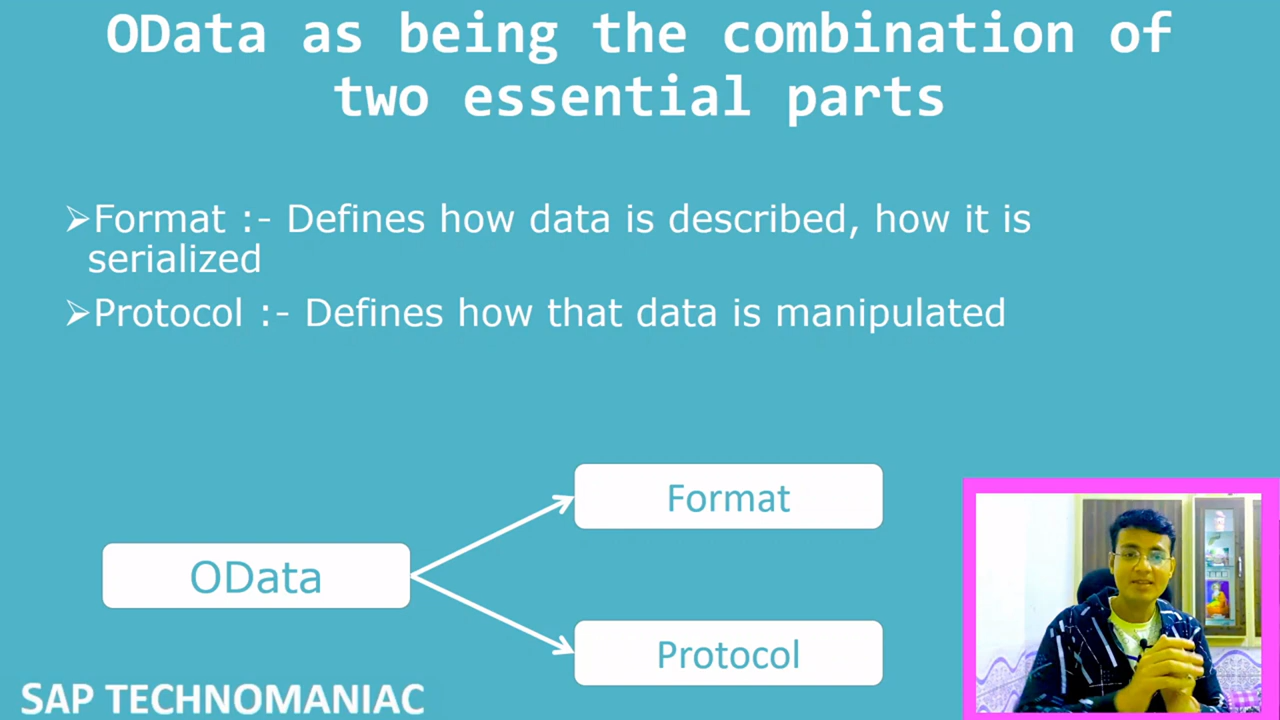 OData as being the combination of
two essential parts
➢Format :- Defines how data is described, how it is
serialized
➢Protocol :- Defines how that data is manipulated
Format
OData
Protocol
SAP TECHNOMANIAC